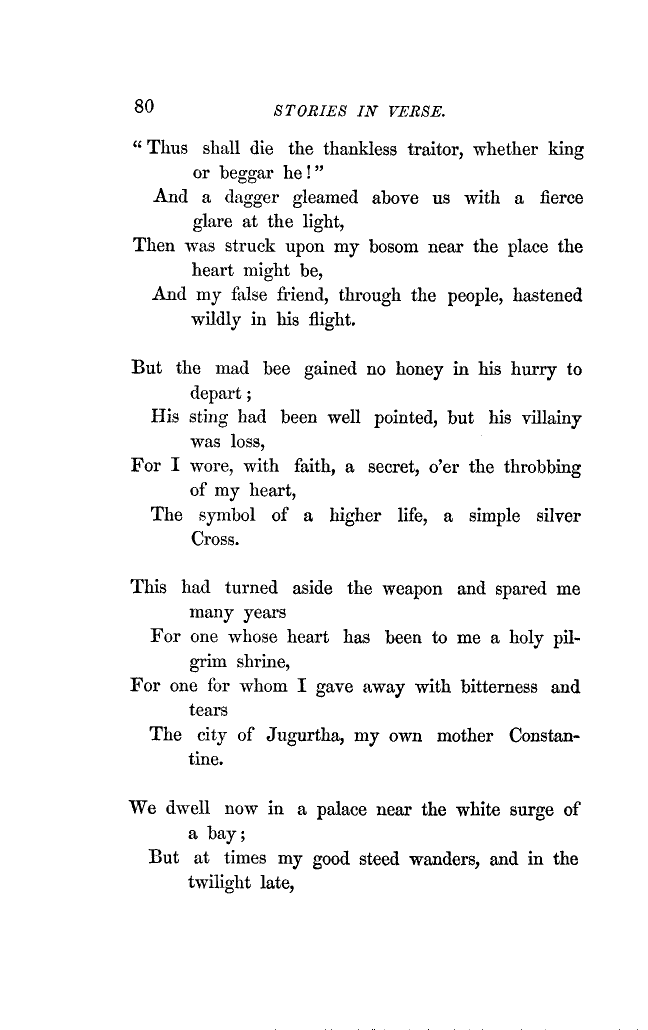 80 STORIES IN VERSE.
“ Thus shall die the thankless traitor, whether king
or beggar he ! ”
And a dagger gleamed above us with a fierce
glare at the light,
Then was struck upon my bosom near the place the
heart might be,
And my false friend, through the people, hastened
wildly in his flight.
But the mad bee gained no honey in his hurry to
depart ;
His sting had been well pointed, but his villainy
was loss,
For I wore, with faith, a secret, o’er the throbbing
of my heart,
The symbol of a higher life, a simple silver
Cross.
This had turned aside the weapon and spared me
many years
For one whose heart has been to me a holy pil-
grim shrine,
For one for whom I gave away with bitterness and
tears
The city of Jugurtha, my own mother Constan-
tine.
We dwell now in a palace near the white surge of
a bay ;
But at times my good steed wanders, and in the
twilight late,